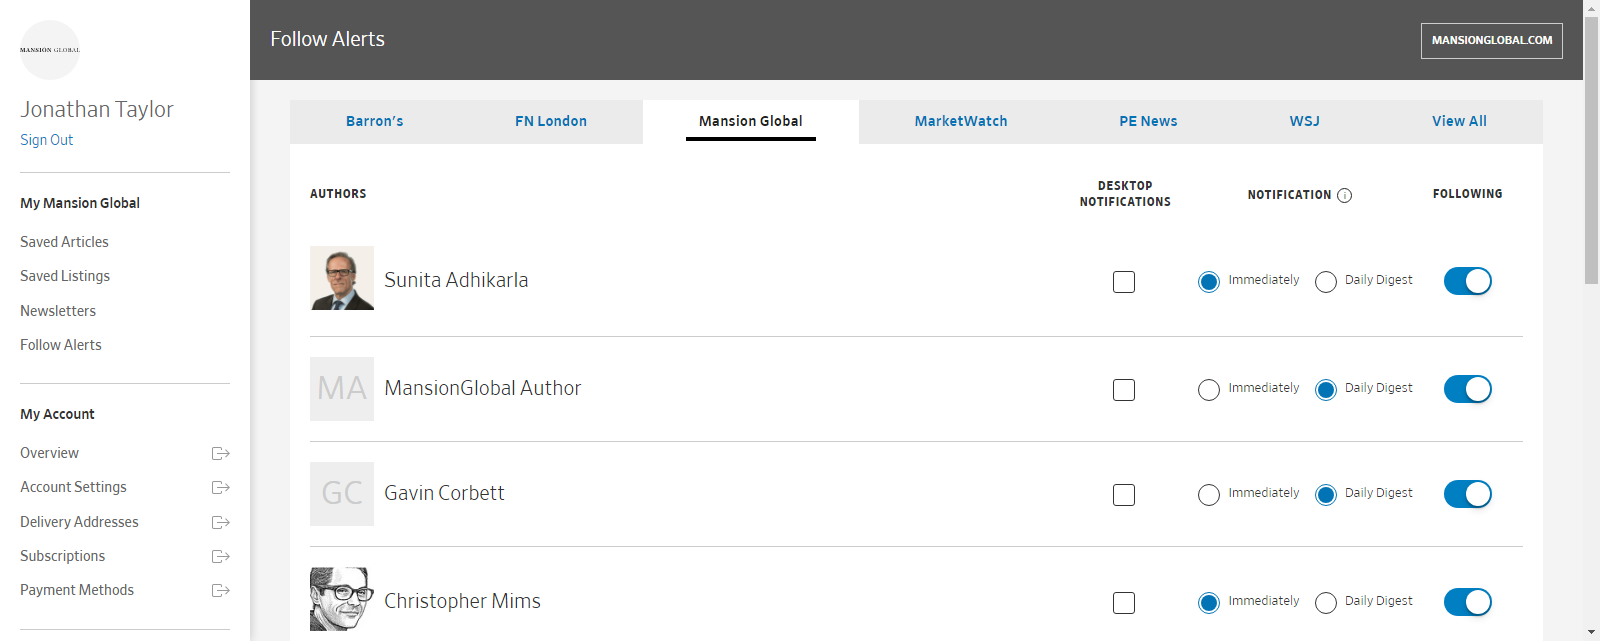 MANSION GLOBAL
Jonathan Taylor
Sign Out
My Mansion Global
Saved Articles
Saved Listings
Newsletters
Follow Alerts
My Account
Overview
Account Settings
Delivery Addresses
Subscriptions
Payment Methods
Follow Alerts
MANSIONGLOBAL.COM
Barron's FN London Mansion Global MarketWatch PE News WSJ View All
AUTHORS DESKTOP NOTIFICATIONS NOTIFICATION FOLLOWING
Sunita Adhikarla Immediately Daily Digest
MA MansionGlobal Author Immediately Daily Digest
GC Gavin Corbett Immediately Daily Digest
Christopher Mims Immediately Daily Digest